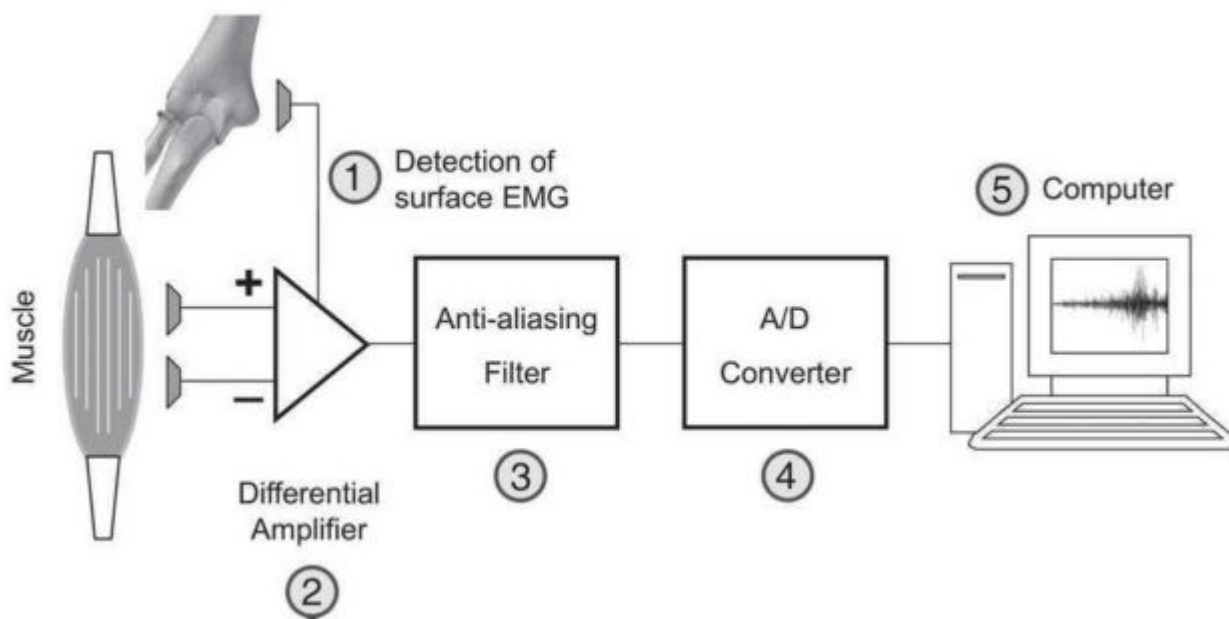 1 Detection of
surface EMG
5 Computer
Muscle
+
−
Anti-aliasing
Filter
A/D
Converter
3
4
Differential
Amplifier
2